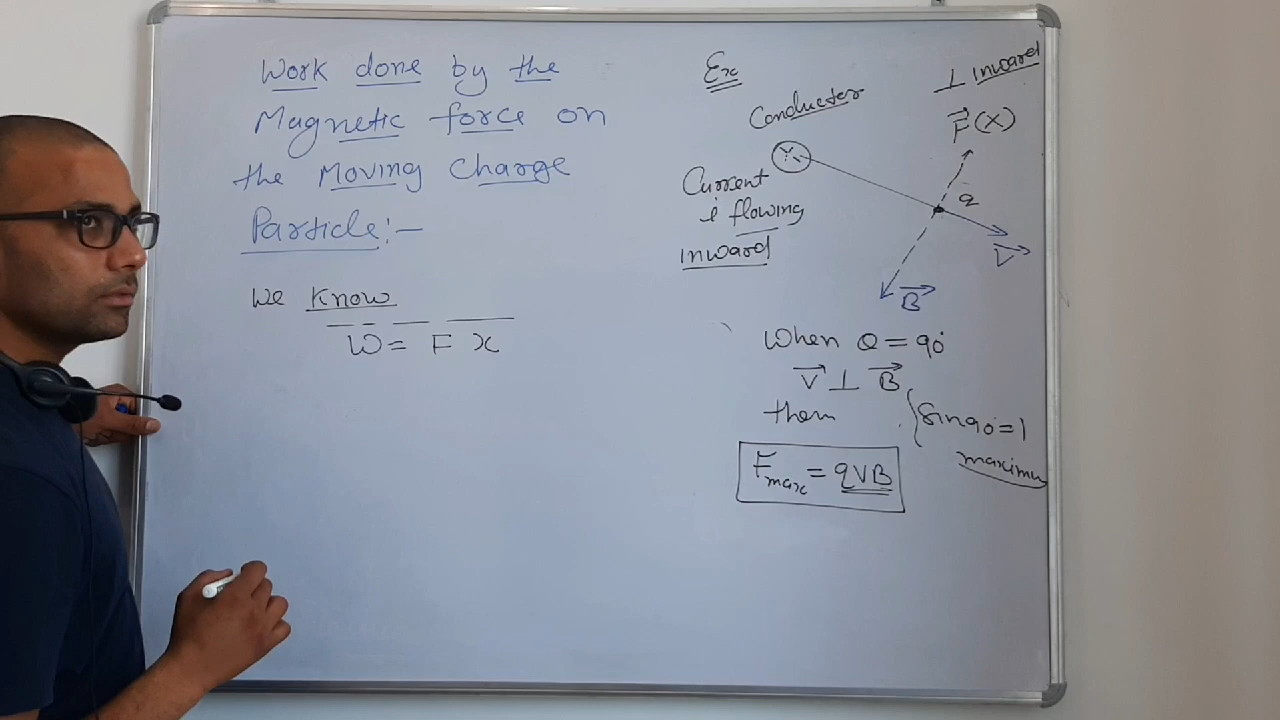 Work done by the
Magnetic force on
the Moving Charge
Particle:-
We Know
W = F x
Ex
Conductor
Current
i flowing
inward
⊥ inward
F (X)
q
V
B
When θ = 90°
V ⊥ B
then
{ Sin90 = 1
maximu
Fmax = qVB